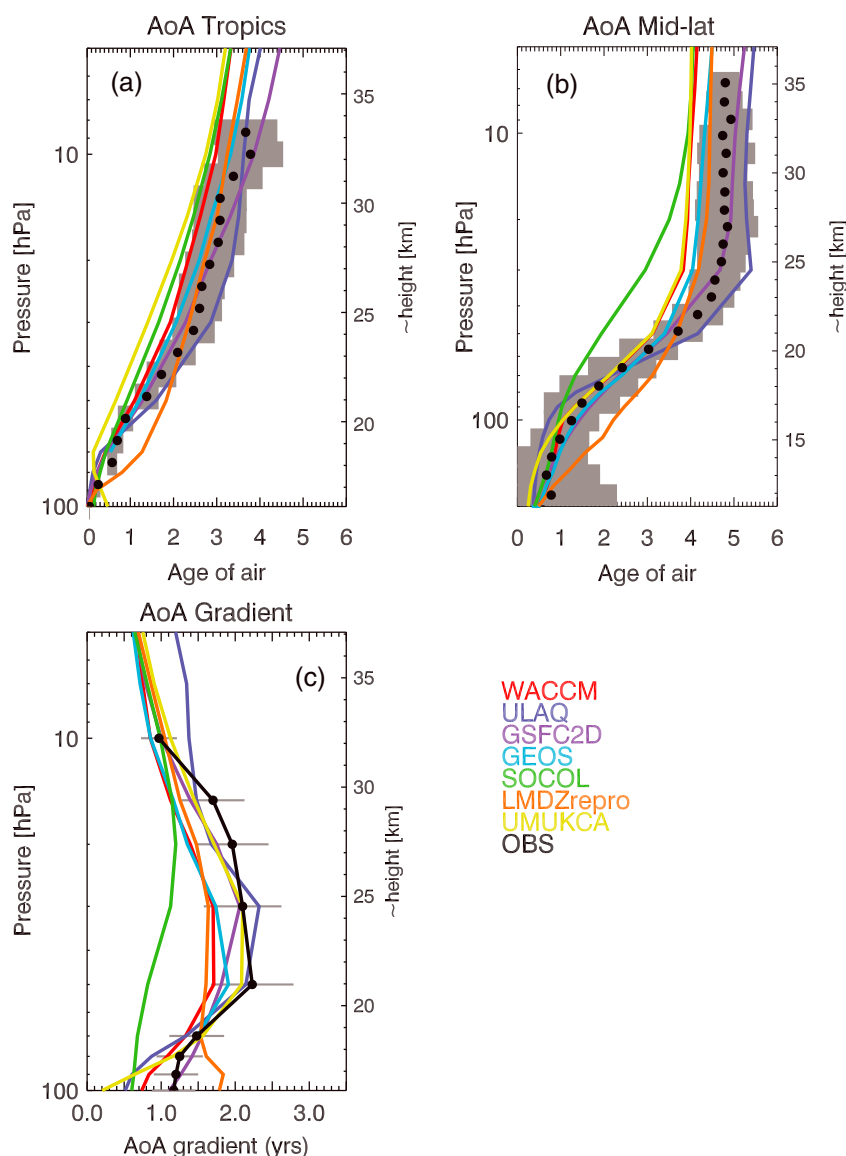 AoA Tropics
(a)
10
100
Pressure [hPa]
35
30
25
20
~height [km]
0 1 2 3 4 5 6
Age of air
AoA Mid-lat
(b)
10
100
Pressure [hPa]
35
30
25
20
15
~height [km]
0 1 2 3 4 5 6
Age of air
AoA Gradient
(c)
10
100
Pressure [hPa]
35
30
25
20
~height [km]
0.0 1.0 2.0 3.0
AoA gradient (yrs)
WACCM
ULAQ
GSFC2D
GEOS
SOCOL
LMDZrepro
UMUKCA
OBS